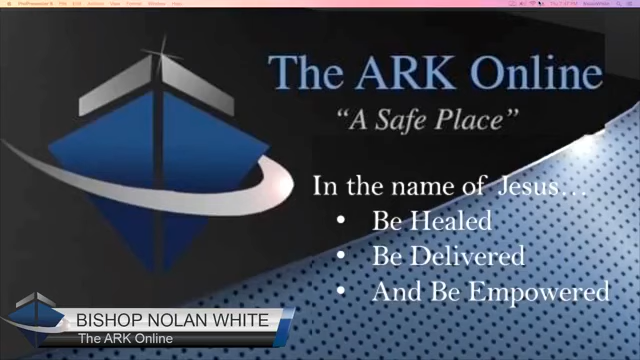 The ARK Online
“A Safe Place”
In the name of Jesus…
• Be Healed
• Be Delivered
• And Be Empowered
BISHOP NOLAN WHITE
The ARK Online